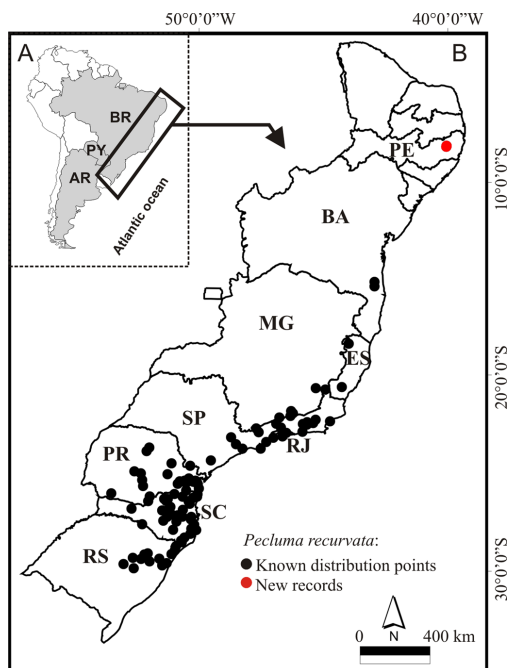 50°0'0"W
40°0'0"W
A
B
BR
PY
AR
Atlantic ocean
PE
10°0'0"S
BA
MG
ES
20°0'0"S
SP
RJ
PR
SC
RS
Pecluma recurvata:
Known distribution points
New records
30°0'0"S
N
0 400 km